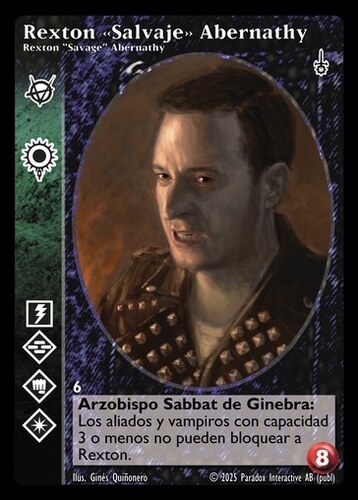 Rexton «Salvaje» Abernathy
Rexton "Savage" Abernathy
6
Arzobispo Sabbat de Ginebra:
Los aliados y vampiros con capacidad
3 o menos no pueden bloquear a
Rexton.
8
Ilus. Ginés Quiñonero
© 2025 Paradox Interactive AB (publ)